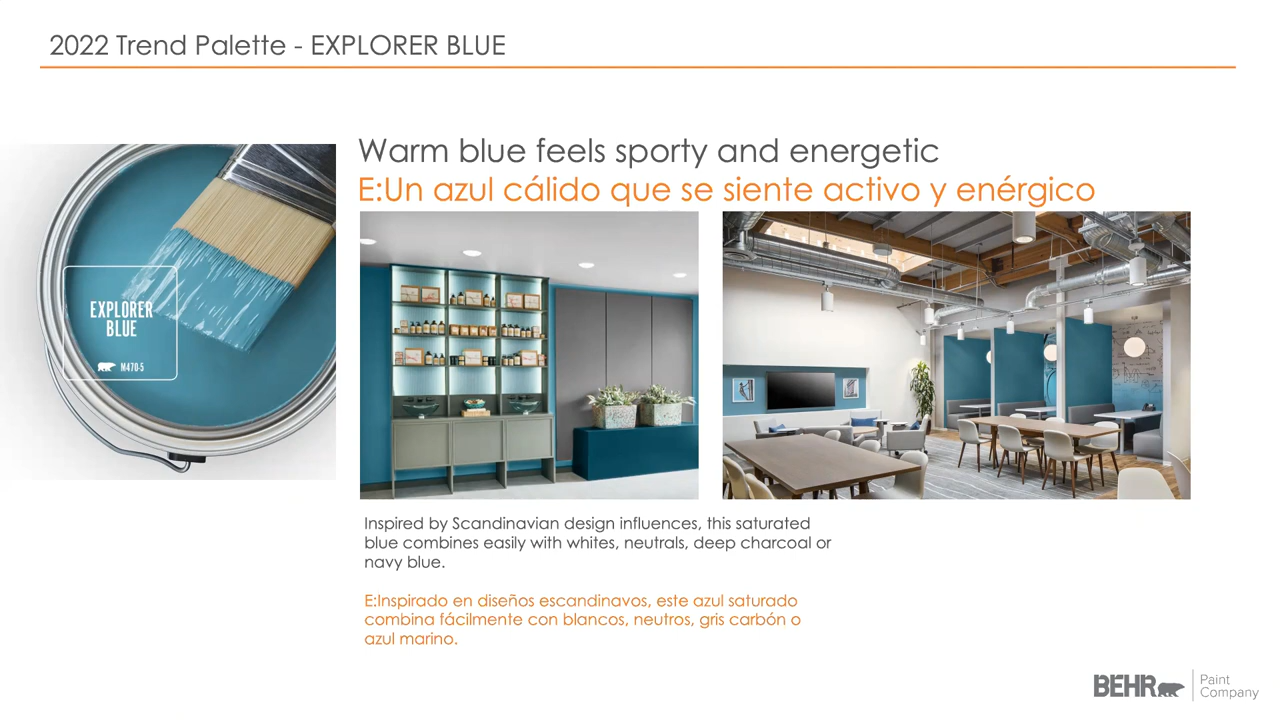 2022 Trend Palette - EXPLORER BLUE
Warm blue feels sporty and energetic
E:Un azul cálido que se siente activo y enérgico
EXPLORER
BLUE
M470-5
Inspired by Scandinavian design influences, this saturated
blue combines easily with whites, neutrals, deep charcoal or
navy blue.
E:Inspirado en diseños escandinavos, este azul saturado
combina fácilmente con blancos, neutros, gris carbón o
azul marino.
BEHR
Paint
Company